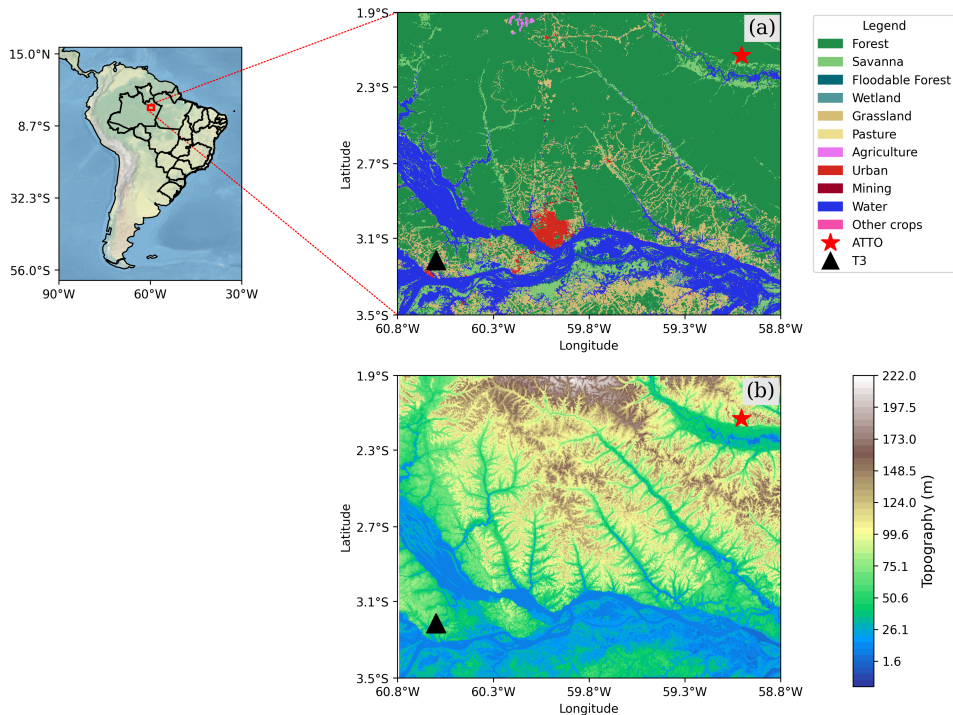 15.0°N
8.7°S
32.3°S
56.0°S
90°W
60°W
30°W
(a)
1.9°S
2.3°S
2.7°S
3.1°S
3.5°S
Latitude
60.8°W
60.3°W
59.8°W
59.3°W
58.8°W
Longitude
Legend
Forest
Savanna
Floodable Forest
Wetland
Grassland
Pasture
Agriculture
Urban
Mining
Water
Other crops
ATTO
T3
(b)
1.9°S
2.3°S
2.7°S
3.1°S
3.5°S
Latitude
60.8°W
60.3°W
59.8°W
59.3°W
58.8°W
Longitude
222.0
197.5
173.0
148.5
124.0
99.6
75.1
50.6
26.1
1.6
Topography (m)